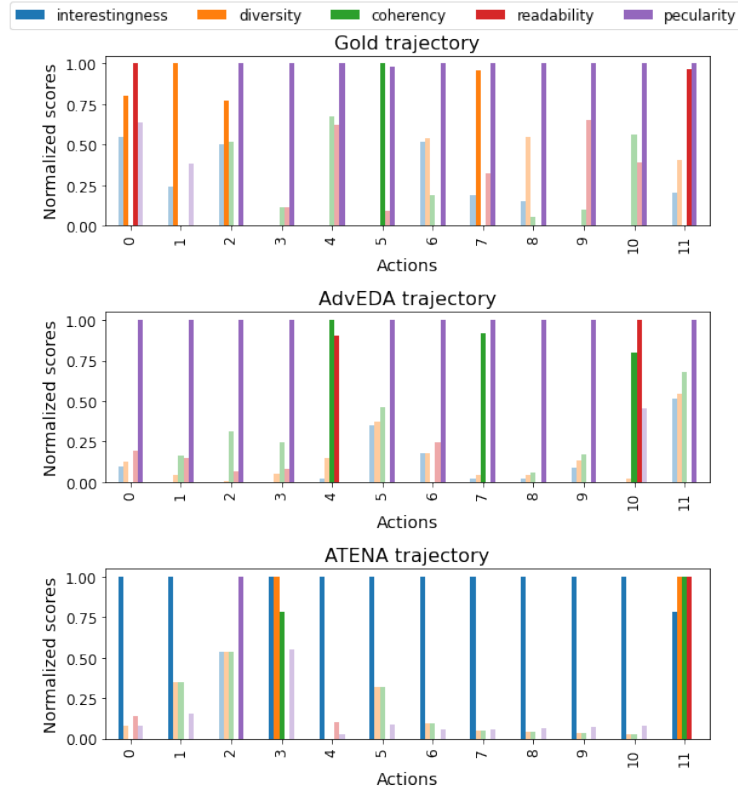 interestingness diversity coherency readability pecularity
Gold trajectory
1.00
0.75
0.50
0.25
0.00
Normalized scores
0 1 2 3 4 5 6 7 8 9 10 11
Actions
AdvEDA trajectory
1.00
0.75
0.50
0.25
0.00
Normalized scores
0 1 2 3 4 5 6 7 8 9 10 11
Actions
ATENA trajectory
1.00
0.75
0.50
0.25
0.00
Normalized scores
0 1 2 3 4 5 6 7 8 9 10 11
Actions